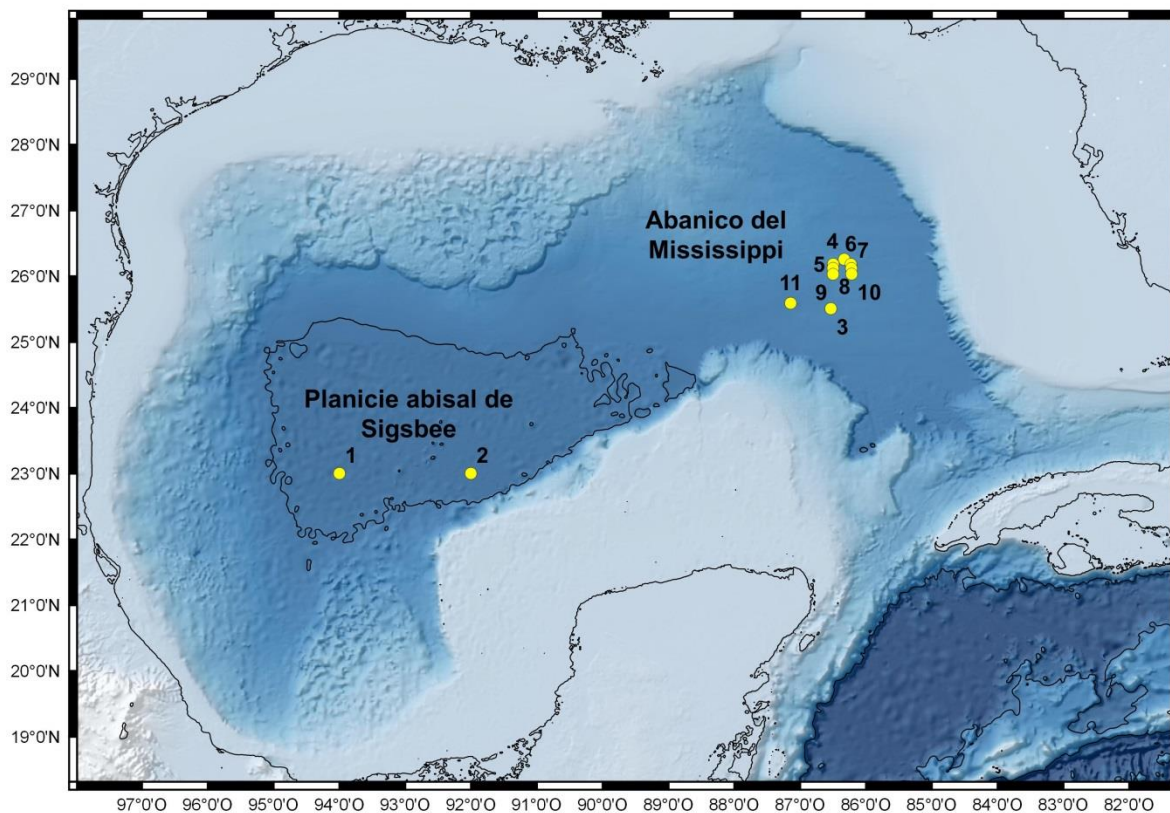 29°0'N
28°0'N
27°0'N
26°0'N
25°0'N
24°0'N
23°0'N
22°0'N
21°0'N
20°0'N
19°0'N
Abanico del
Mississippi
4
6
7
5
11
9
8
10
3
Planicie abisal de
Sigsbee
1
2
97°0'O
96°0'O
95°0'O
94°0'O
93°0'O
92°0'O
91°0'O
90°0'O
89°0'O
88°0'O
87°0'O
86°0'O
85°0'O
84°0'O
83°0'O
82°0'O